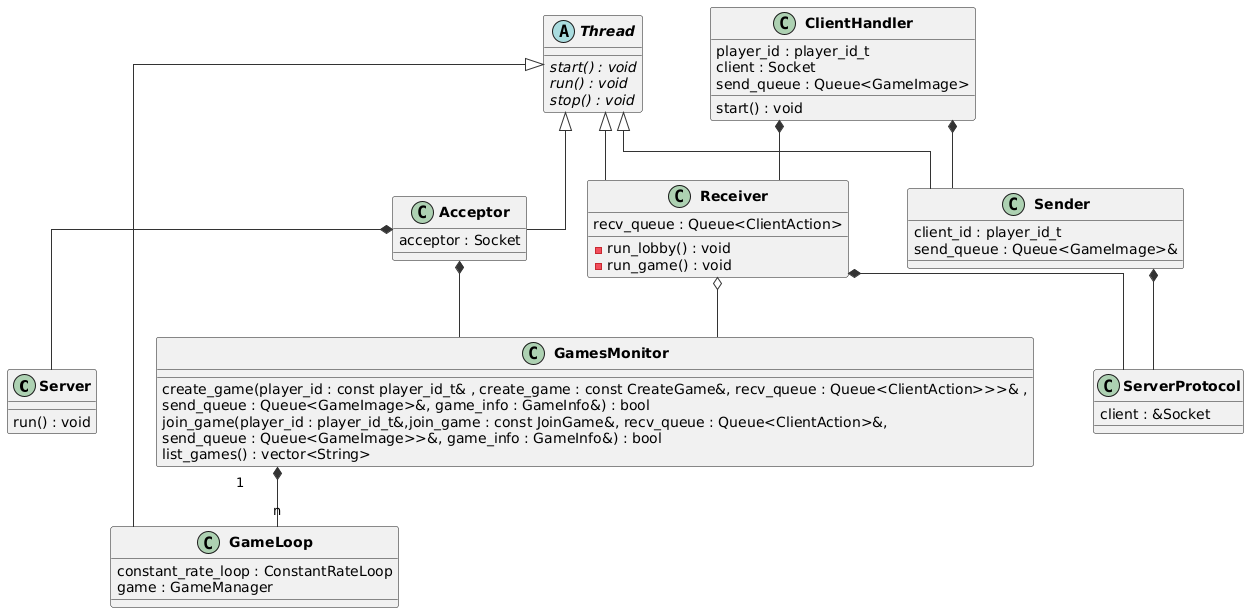 A Thread
start() : void
run() : void
stop() : void
C ClientHandler
player_id : player_id_t
client : Socket
send_queue : Queue<GameImage>
start() : void
C Acceptor
acceptor : Socket
C Receiver
recv_queue : Queue<ClientAction>
run_lobby() : void
run_game() : void
C Sender
client_id : player_id_t
send_queue : Queue<GameImage>&
C Server
run() : void
C GamesMonitor
create_game(player_id : const player_id_t& , create_game : const CreateGame&, recv_queue : Queue<ClientAction>>>& ,
send_queue : Queue<GameImage>&, game_info : GameInfo&) : bool
join_game(player_id : player_id_t&,join_game : const JoinGame&, recv_queue : Queue<ClientAction>&,
send_queue : Queue<GameImage>>&, game_info : GameInfo&) : bool
list_games() : vector<String>
C ServerProtocol
client : &Socket
1
n
C GameLoop
constant_rate_loop : ConstantRateLoop
game : GameManager